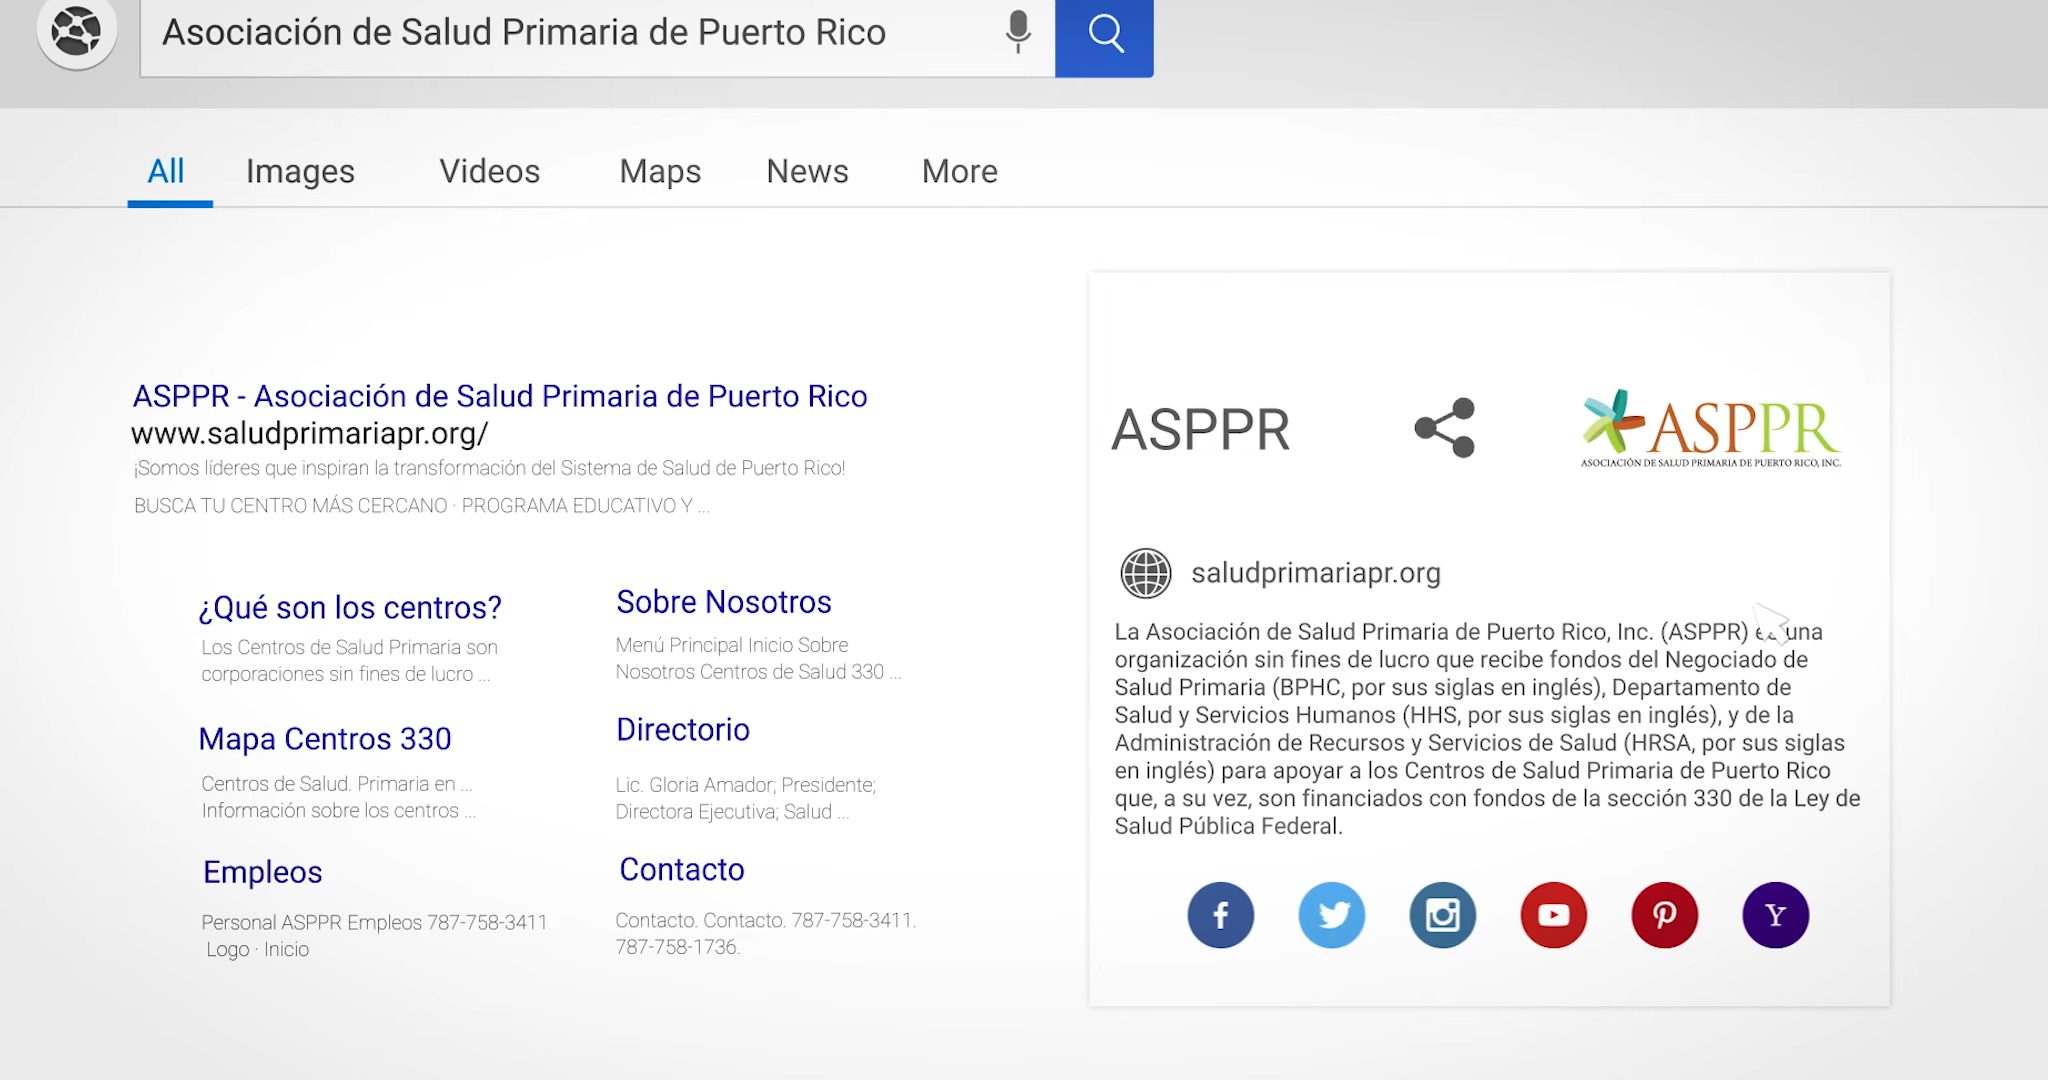 Asociación de Salud Primaria de Puerto Rico
All Images Videos Maps News More
ASPPR - Asociación de Salud Primaria de Puerto Rico
www.saludprimariapr.org/
¡Somos líderes que inspiran la transformación del Sistema de Salud de Puerto Rico!
BUSCA TU CENTRO MÁS CERCANO · PROGRAMA EDUCATIVO Y ...
¿Qué son los centros?
Los Centros de Salud Primaria son
corporaciones sin fines de lucro ...
Sobre Nosotros
Menú Principal Inicio Sobre
Nosotros Centros de Salud 330 ...
Mapa Centros 330
Centros de Salud. Primaria en ...
Información sobre los centros ...
Directorio
Lic. Gloria Amador; Presidente;
Directora Ejecutiva; Salud ...
Empleos
Personal ASPPR Empleos 787-758-3411
Logo · Inicio
Contacto
Contacto. Contacto. 787-758-3411.
787-758-1736.
ASPPR
ASPPR
ASOCIACIÓN DE SALUD PRIMARIA DE PUERTO RICO, INC.
saludprimariapr.org
La Asociación de Salud Primaria de Puerto Rico, Inc. (ASPPR) es una
organización sin fines de lucro que recibe fondos del Negociado de
Salud Primaria (BPHC, por sus siglas en inglés), Departamento de
Salud y Servicios Humanos (HHS, por sus siglas en inglés), y de la
Administración de Recursos y Servicios de Salud (HRSA, por sus siglas
en inglés) para apoyar a los Centros de Salud Primaria de Puerto Rico
que, a su vez, son financiados con fondos de la sección 330 de la Ley de
Salud Pública Federal.